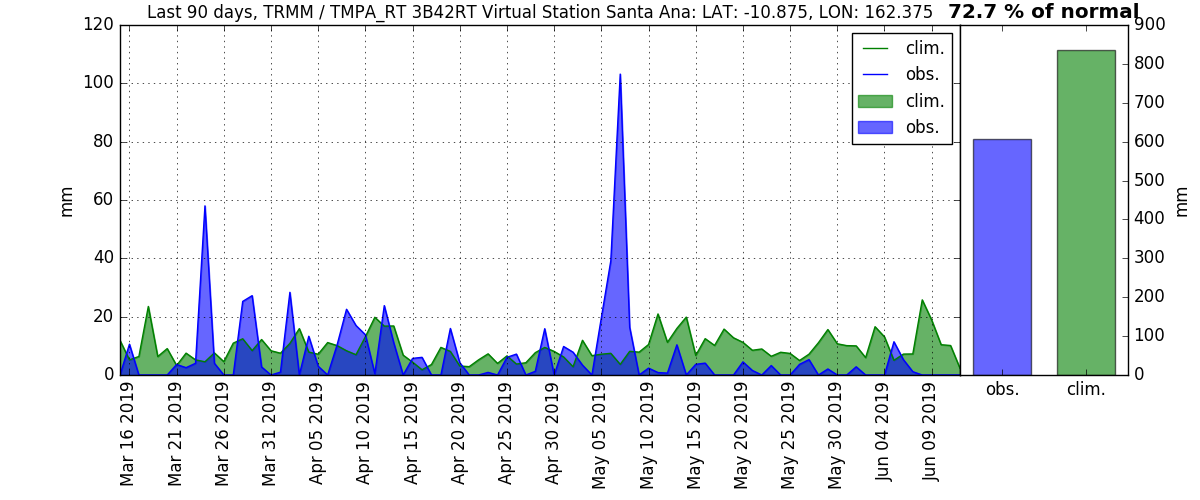 Last 90 days, TRMM / TMPA_RT 3B42RT Virtual Station Santa Ana: LAT: -10.875, LON: 162.375 72.7 % of normal
120
100
80
60
40
20
0
mm
clim.
obs.
clim.
obs.
900
800
700
600
500
400
300
200
100
0
mm
Mar 16 2019
Mar 21 2019
Mar 26 2019
Mar 31 2019
Apr 05 2019
Apr 10 2019
Apr 15 2019
Apr 20 2019
Apr 25 2019
Apr 30 2019
May 05 2019
May 10 2019
May 15 2019
May 20 2019
May 25 2019
May 30 2019
Jun 04 2019
Jun 09 2019
obs.
clim.